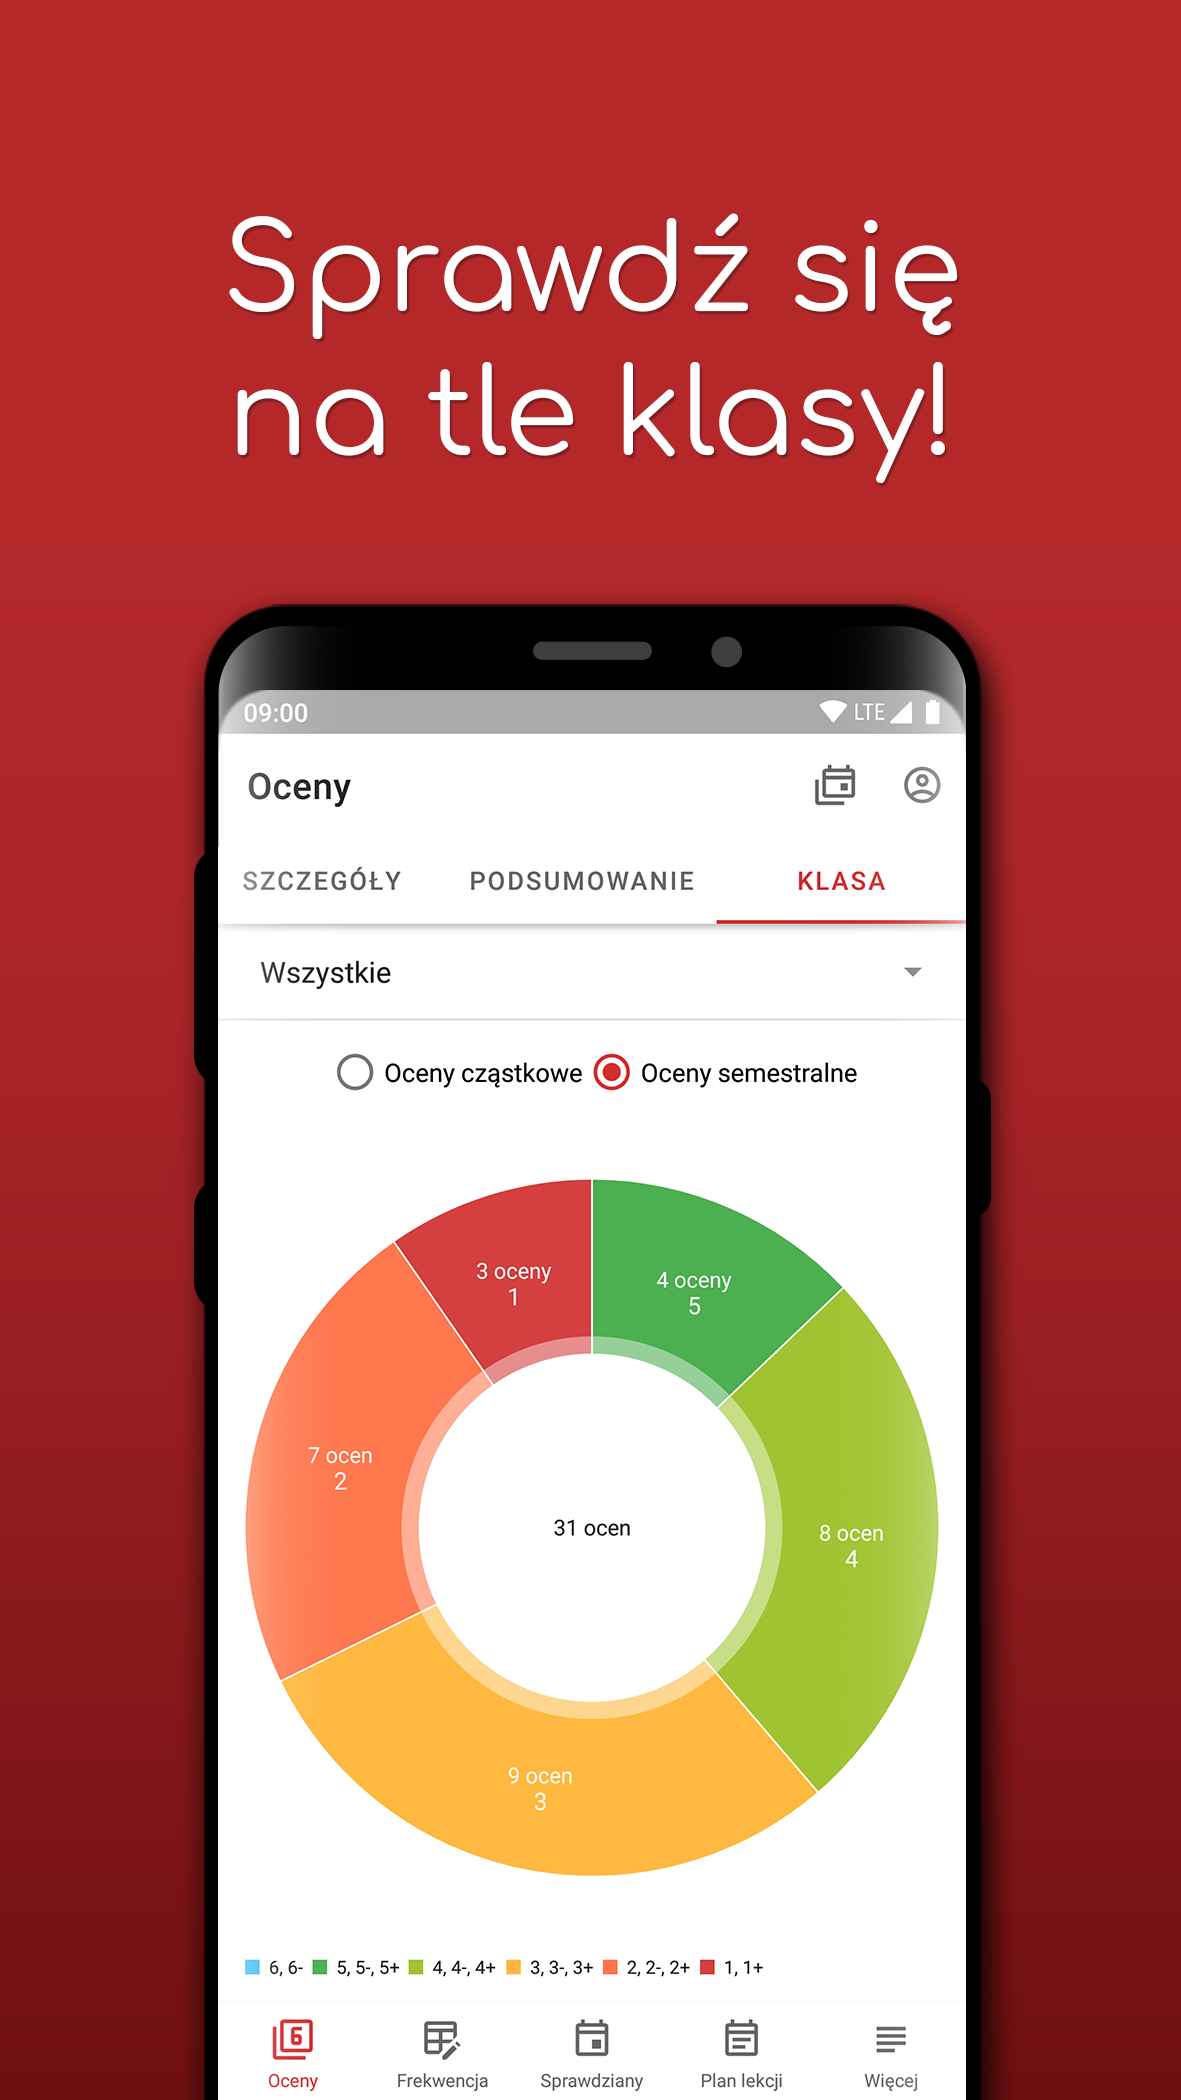 Sprawdź się
na tle klasy!
09:00 LTE
Oceny
SZCZEGÓŁY PODSUMOWANIE KLASA
Wszystkie
Oceny cząstkowe Oceny semestralne
3 oceny
1
4 oceny
5
7 ocen
2
31 ocen
8 ocen
4
9 ocen
3
6, 6- 5, 5-, 5+ 4, 4-, 4+ 3, 3-, 3+ 2, 2-, 2+ 1, 1+
6
Oceny Frekwencja Sprawdziany Plan lekcji Więcej